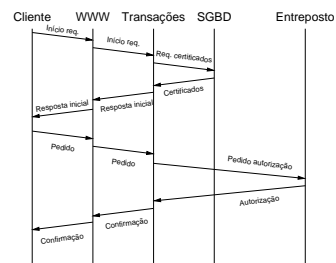 Cliente WWW Transações SGBD Entreposto
Início req.
Início req.
Req. certificados
Certificados
Resposta inicial
Resposta inicial
Pedido
Pedido
Pedido autorização
Autorização
Confirmação
Confirmação